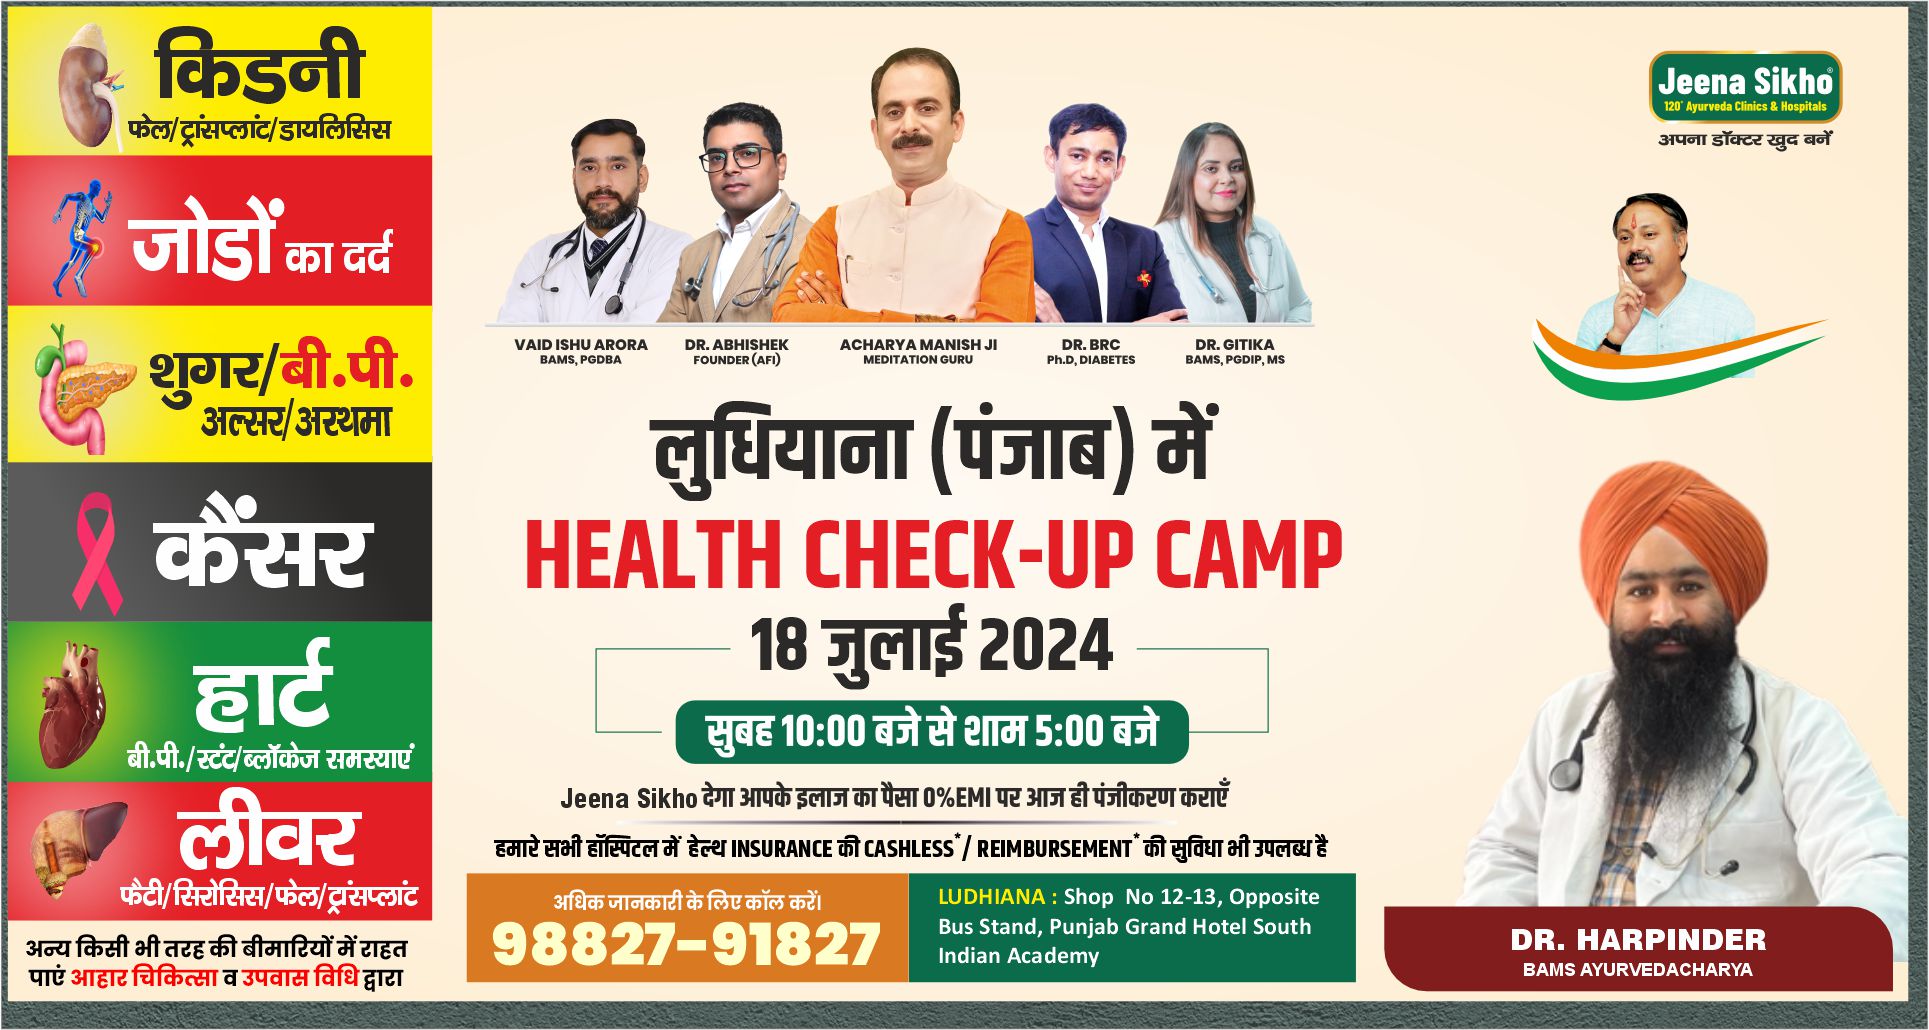 किडनी
फेल/ट्रांसप्लांट/डायलिसिस
जोडों का दर्द
शुगर/बी.पी.
अल्सर/अस्थमा
कैंसर
हार्ट
बी.पी./स्टंट/ब्लॉकेज समस्याएं
लीवर
फैटी/सिरोसिस/फेल/ट्रांसप्लांट
अन्य किसी भी तरह की बीमारियों में राहत
पाएं आहार चिकित्सा व उपवास विधि द्वारा
Jeena Sikho®
120+ Ayurveda Clinics & Hospitals
अपना डॉक्टर खुद बनें
VAID ISHU ARORA
BAMS, PGDBA
DR. ABHISHEK
FOUNDER (AFI)
ACHARYA MANISH JI
MEDITATION GURU
DR. BRC
Ph.D, DIABETES
DR. GITIKA
BAMS, PGDIP, MS
लुधियाना (पंजाब) में
HEALTH CHECK-UP CAMP
18 जुलाई 2024
सुबह 10:00 बजे से शाम 5:00 बजे
Jeena Sikho देगा आपके इलाज का पैसा 0%EMI पर आज ही पंजीकरण कराएँ
हमारे सभी हॉस्पिटल में हेल्थ INSURANCE की CASHLESS*/ REIMBURSEMENT* की सुविधा भी उपलब्ध है
अधिक जानकारी के लिए कॉल करें।
98827-91827
LUDHIANA : Shop No 12-13, Opposite
Bus Stand, Punjab Grand Hotel South
Indian Academy
DR. HARPINDER
BAMS AYURVEDACHARYA